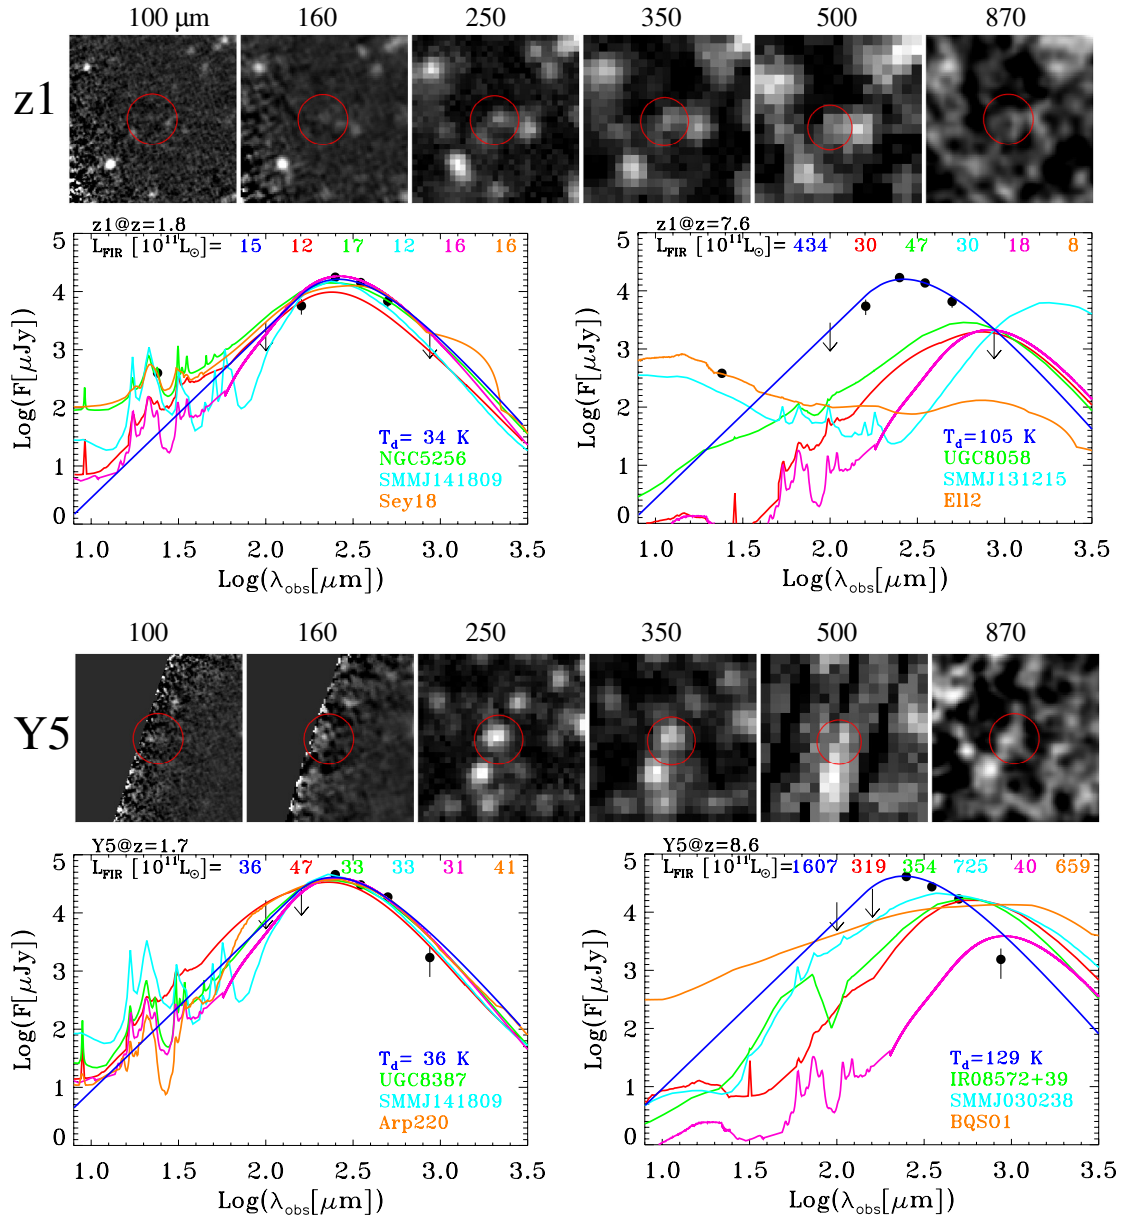 100 μm 160 250 350 500 870
z1
z1@z=1.8
L_FIR [10^11 L_⊙]= 15 12 17 12 16 16
5
4
3
2
1
0
Log(F[μJy])
T_d= 34 K
NGC5256
SMMJ141809
Sey18
1.0 1.5 2.0 2.5 3.0 3.5
Log(λ_obs[μm])
z1@z=7.6
L_FIR [10^11 L_⊙]=434 30 47 30 18 8
5
4
3
2
1
0
Log(F[μJy])
T_d=105 K
UGC8058
SMMJ131215
Ell2
1.0 1.5 2.0 2.5 3.0 3.5
Log(λ_obs[μm])
100 160 250 350 500 870
Y5
Y5@z=1.7
L_FIR [10^11 L_⊙]= 36 47 33 33 31 41
5
4
3
2
1
0
Log(F[μJy])
T_d= 36 K
UGC8387
SMMJ141809
Arp220
1.0 1.5 2.0 2.5 3.0 3.5
Log(λ_obs[μm])
Y5@z=8.6
L_FIR [10^11 L_⊙]=1607 319 354 725 40 659
5
4
3
2
1
0
Log(F[μJy])
T_d=129 K
IR08572+39
SMMJ030238
BQSO1
1.0 1.5 2.0 2.5 3.0 3.5
Log(λ_obs[μm])